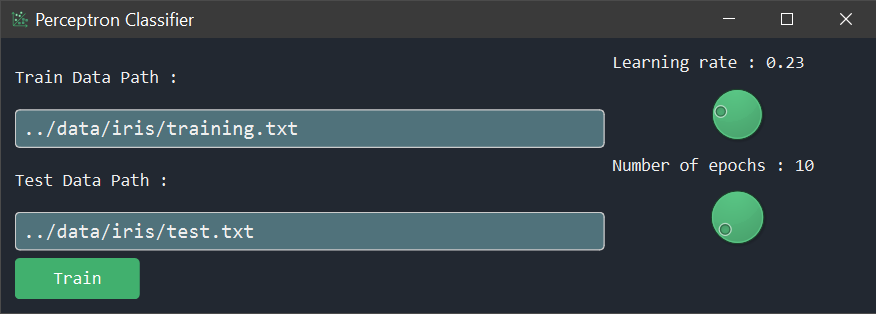 Perceptron Classifier
Train Data Path :
../data/iris/training.txt
Test Data Path :
../data/iris/test.txt
Train
Learning rate : 0.23
Number of epochs : 10